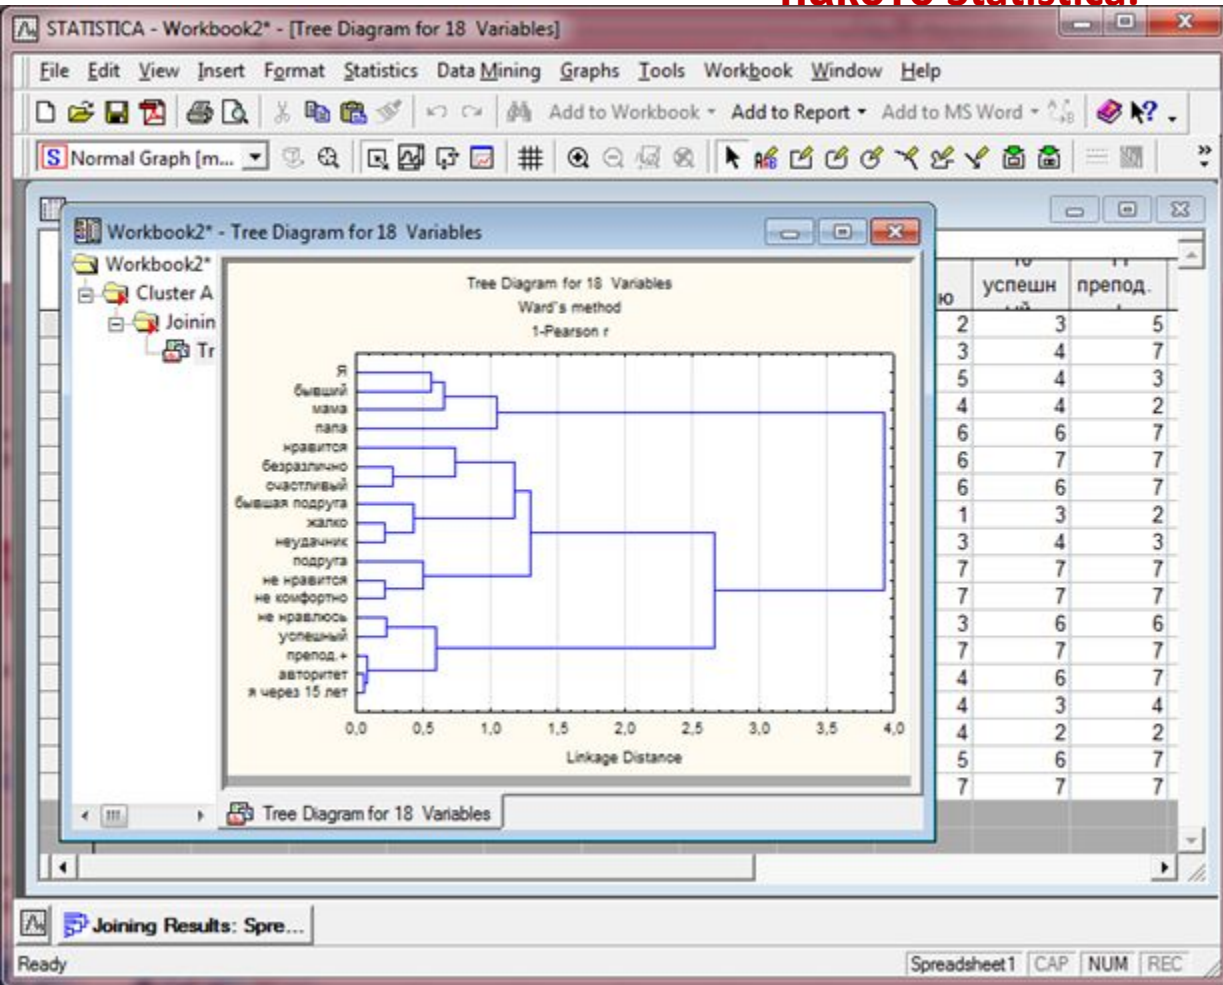 STATISTICA - Workbook2* - [Tree Diagram for 18 Variables]
File Edit View Insert Format Statistics Data Mining Graphs Tools Workbook Window Help
Add to Workbook Add to Report Add to MS Word
Normal Graph [m...
Workbook2* - Tree Diagram for 18 Variables
Workbook2*
Cluster A
Joinin
Tr
Tree Diagram for 18 Variables
Ward`s method
1-Pearson r
Я
бывший
мама
папа
нравится
безразлично
счастливый
бывшая подруга
жалко
неудачник
подруга
не нравится
не комфортно
не нравлюсь
успешный
препод.+
авторитет
я через 15 лет
0,0 0,5 1,0 1,5 2,0 2,5 3,0 3,5 4,0
Linkage Distance
Tree Diagram for 18 Variables
ю успешн препод.
2 3 5
3 4 7
5 4 3
4 4 2
6 6 7
6 7 7
6 6 7
1 3 2
3 4 3
7 7 7
7 7 7
3 6 6
7 7 7
4 6 7
4 3 4
4 2 2
5 6 7
7 7 7
Joining Results: Spre...
Ready
Spreadsheet1 CAP NUM REC